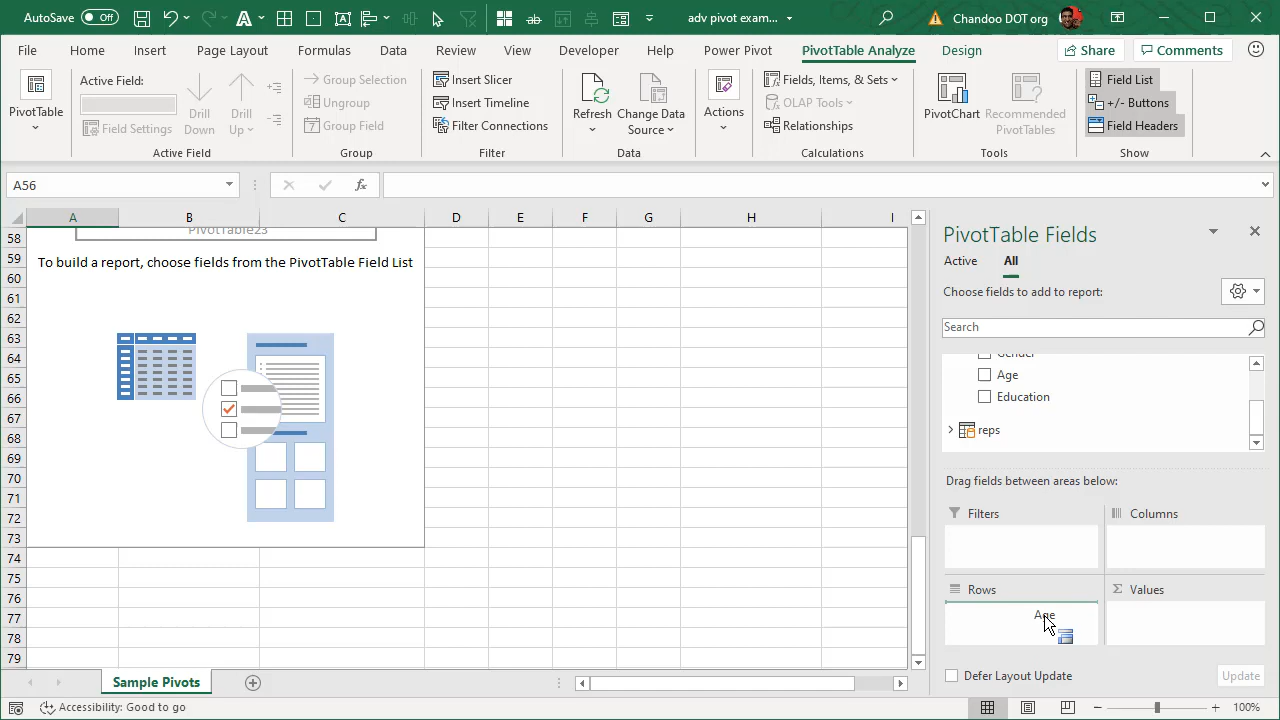 AutoSave Off adv pivot exam... Chandoo DOT org
File Home Insert Page Layout Formulas Data Review View Developer Help Power Pivot PivotTable Analyze Design Share Comments
PivotTable
Active Field:
Field Settings
Drill Down
Drill Up
Active Field
Group Selection
Ungroup
Group Field
Group
Insert Slicer
Insert Timeline
Filter Connections
Filter
Refresh
Change Data Source
Data
Actions
Fields, Items, & Sets
OLAP Tools
Relationships
Calculations
PivotChart
Recommended PivotTables
Tools
Field List
+/- Buttons
Field Headers
Show
A56 fx
A B C D E F G H I
58
PivotTable23
59
To build a report, choose fields from the PivotTable Field List
60
61
62
63
64
65
66
67
68
69
70
71
72
73
74
75
76
77
78
79
PivotTable Fields
Active All
Choose fields to add to report:
Search
Gender
Age
Education
reps
Drag fields between areas below:
Filters Columns
Rows Σ Values
Age
Defer Layout Update Update
Sample Pivots
Accessibility: Good to go 100%